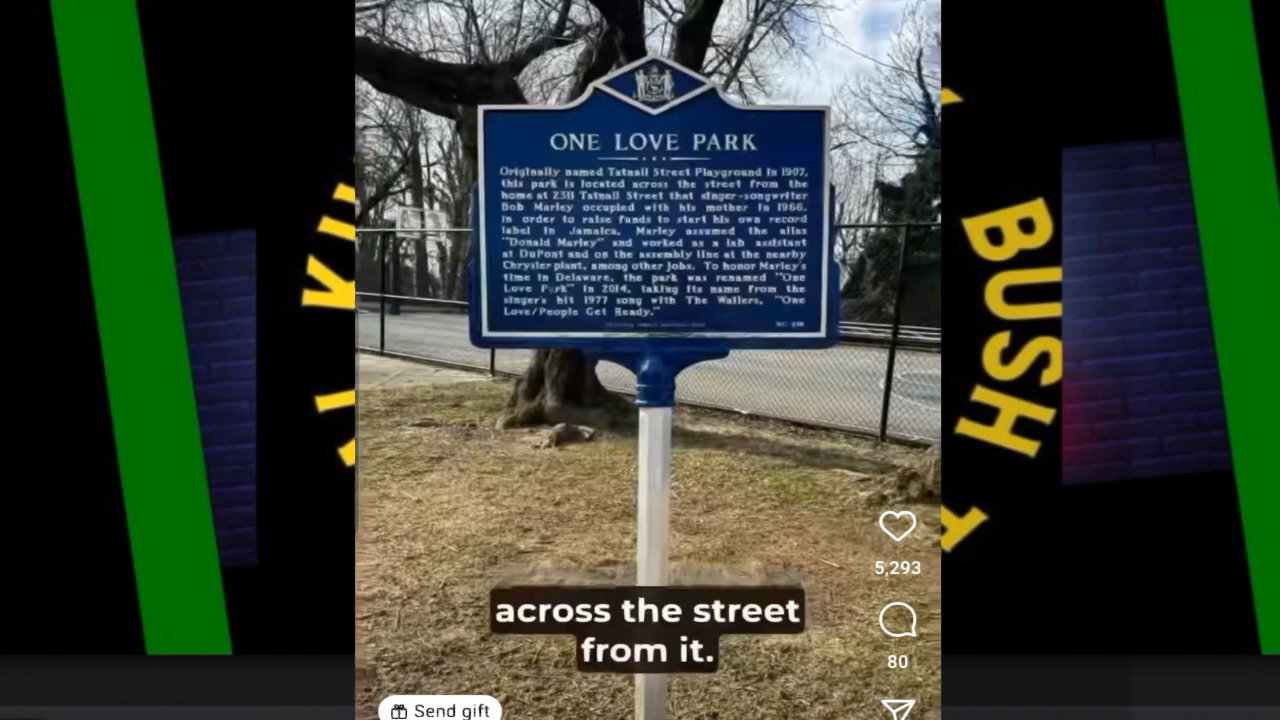 ONE LOVE PARK
Originally named Tatnall Street Playground in 1907,
this park is located across the street from the
home at 2311 Tatnall Street that singer-songwriter
Bob Marley occupied with his mother in 1966.
In order to raise funds to start his own record
label in Jamaica, Marley assumed the alias
"Donald Marley" and worked as a lab assistant
at DuPont and on the assembly line at the nearby
Chrysler plant, among other jobs. To honor Marley's
time in Delaware, the park was renamed "One
Love Park" in 2014, taking its name from the
singer's hit 1977 song with The Wailers, "One
Love/People Get Ready."
BUSH
5,293
across the street
from it.
80
Send gift